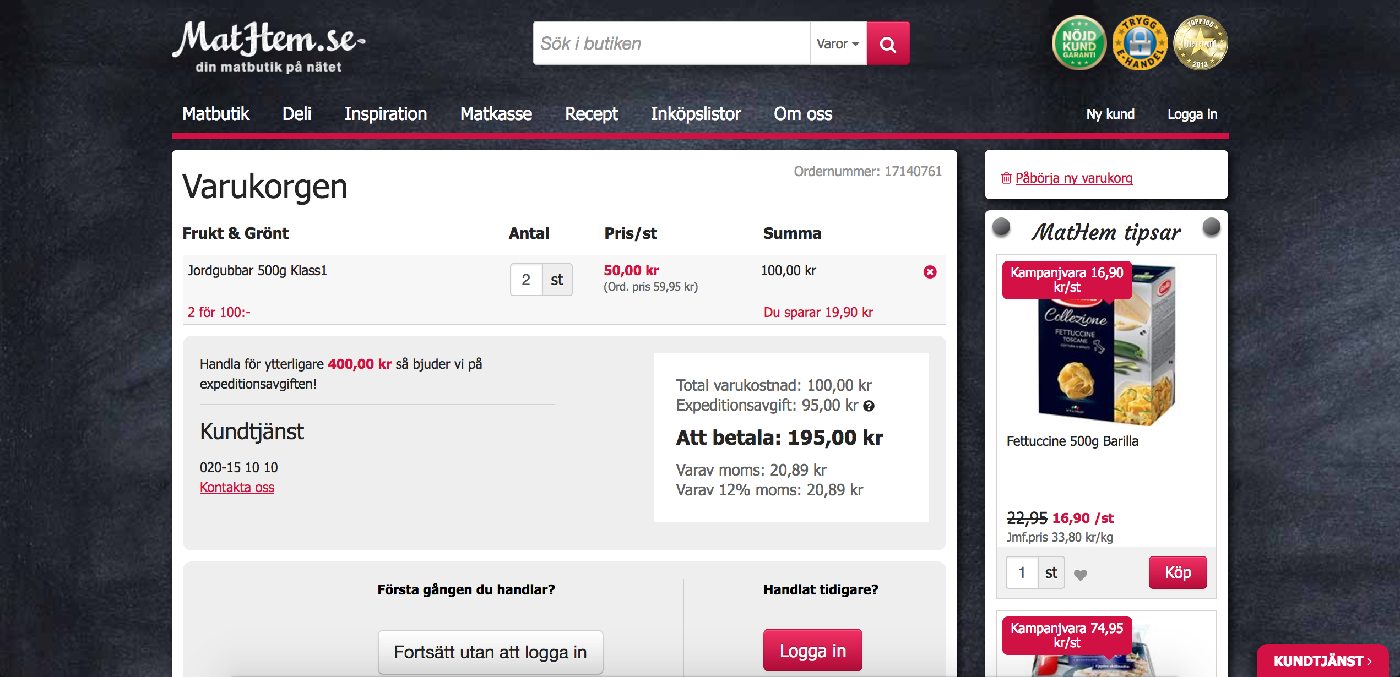 MatHem.se
din matbutik på nätet
Sök i butiken
Varor
NÖJD
KUND
GARANTI
TRYGG
E-HANDEL
2013
Matbutik Deli Inspiration Matkasse Recept Inköpslistor Om oss
Ny kund Logga in
Ordernummer: 17140761
Varukorgen
Frukt & Grönt Antal Pris/st Summa
Jordgubbar 500g Klass1 2 st 50,00 kr 100,00 kr
(Ord. pris 59,95 kr)
2 för 100:- Du sparar 19,90 kr
Handla för ytterligare 400,00 kr så bjuder vi på
expeditionsavgiften!
Kundtjänst
020-15 10 10
Kontakta oss
Total varukostnad: 100,00 kr
Expeditionsavgift: 95,00 kr ?
Att betala: 195,00 kr
Varav moms: 20,89 kr
Varav 12% moms: 20,89 kr
Första gången du handlar?
Fortsätt utan att logga in
Handlat tidigare?
Logga in
Påbörja ny varukorg
MatHem tipsar
Kampanjvara 16,90
kr/st
Collezione
FETTUCCINE
TOSCANE
Fettuccine 500g Barilla
22,95 16,90 /st
Jmf.pris 33,80 kr/kg
1 st
Köp
Kampanjvara 74,95
kr/st
KUNDTJÄNST ›